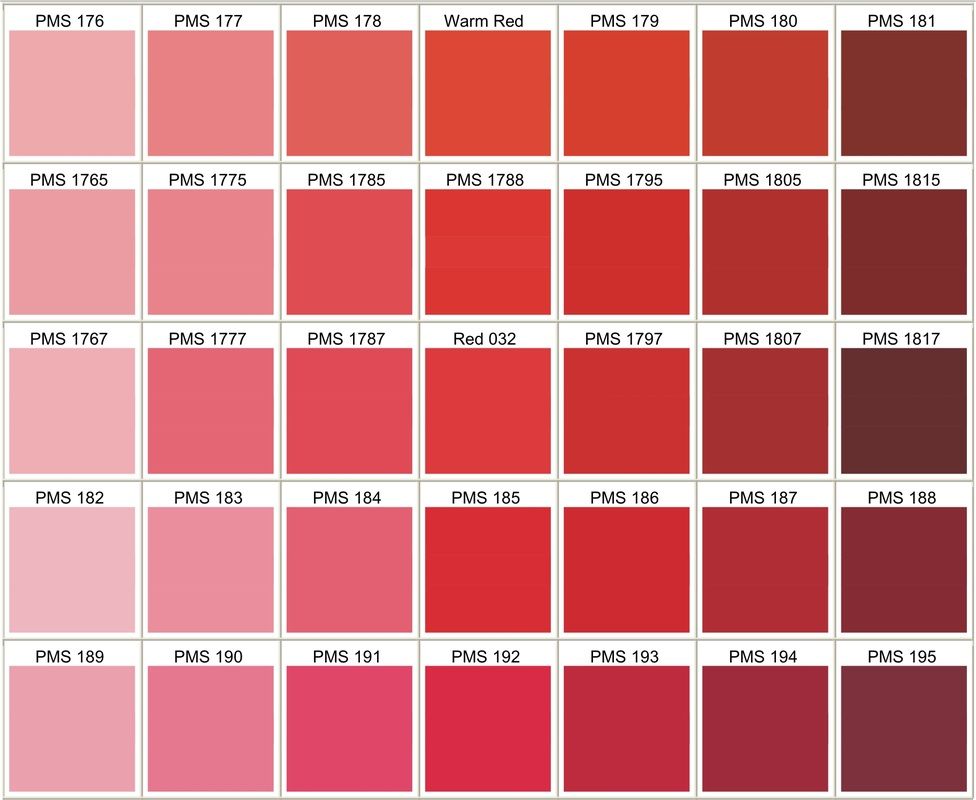 PMS 176 PMS 177 PMS 178 Warm Red PMS 179 PMS 180 PMS 181
PMS 1765 PMS 1775 PMS 1785 PMS 1788 PMS 1795 PMS 1805 PMS 1815
PMS 1767 PMS 1777 PMS 1787 Red 032 PMS 1797 PMS 1807 PMS 1817
PMS 182 PMS 183 PMS 184 PMS 185 PMS 186 PMS 187 PMS 188
PMS 189 PMS 190 PMS 191 PMS 192 PMS 193 PMS 194 PMS 195